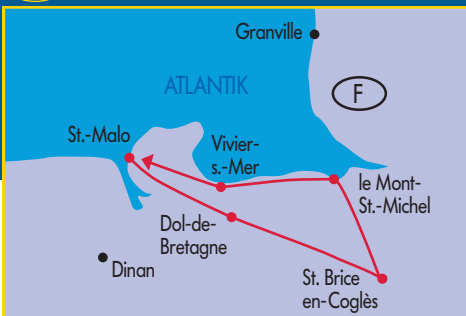 Granville
ATLANTIK
F
St.-Malo
Vivier-
s.-Mer
le Mont-
St.-Michel
Dol-de-
Bretagne
Dinan
St. Brice
en-Coglès